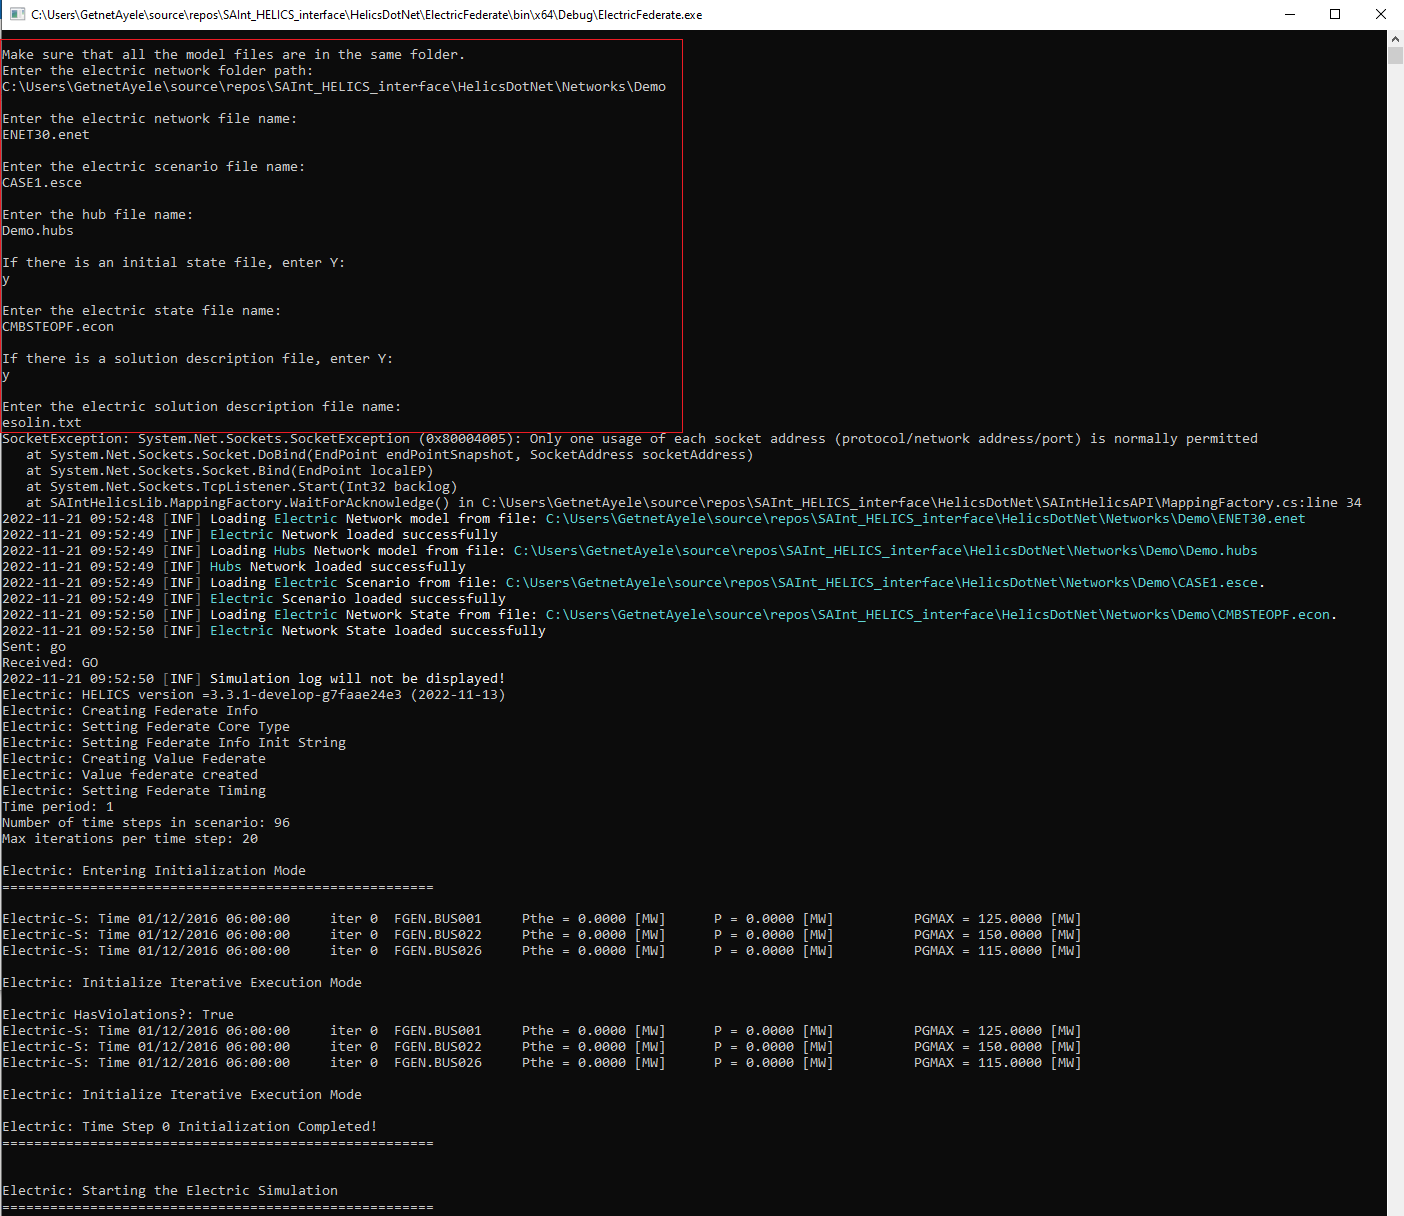 C:\Users\GetnetAyele\source\repos\SAInt_HELICS_interface\HelicsDotNet\ElectricFederate\bin\x64\Debug\ElectricFederate.exe
Make sure that all the model files are in the same folder.
Enter the electric network folder path:
C:\Users\GetnetAyele\source\repos\SAInt_HELICS_interface\HelicsDotNet\Networks\Demo
Enter the electric network file name:
ENET30.enet
Enter the electric scenario file name:
CASE1.esce
Enter the hub file name:
Demo.hubs
If there is an initial state file, enter Y:
y
Enter the electric state file name:
CMBSTEOPF.econ
If there is a solution description file, enter Y:
y
Enter the electric solution description file name:
esolin.txt
SocketException: System.Net.Sockets.SocketException (0x80004005): Only one usage of each socket address (protocol/network address/port) is normally permitted
at System.Net.Sockets.Socket.DoBind(EndPoint endPointSnapshot, SocketAddress socketAddress)
at System.Net.Sockets.Socket.Bind(EndPoint localEP)
at System.Net.Sockets.TcpListener.Start(Int32 backlog)
at SAIntHelicsLib.MappingFactory.WaitForAcknowledge() in C:\Users\GetnetAyele\source\repos\SAInt_HELICS_interface\HelicsDotNet\SAIntHelicsAPI\MappingFactory.cs:line 34
2022-11-21 09:52:48 [INF] Loading Electric Network model from file: C:\Users\GetnetAyele\source\repos\SAInt_HELICS_interface\HelicsDotNet\Networks\Demo\ENET30.enet
2022-11-21 09:52:49 [INF] Electric Network loaded successfully
2022-11-21 09:52:49 [INF] Loading Hubs Network model from file: C:\Users\GetnetAyele\source\repos\SAInt_HELICS_interface\HelicsDotNet\Networks\Demo\Demo.hubs
2022-11-21 09:52:49 [INF] Hubs Network loaded successfully
2022-11-21 09:52:49 [INF] Loading Electric Scenario from file: C:\Users\GetnetAyele\source\repos\SAInt_HELICS_interface\HelicsDotNet\Networks\Demo\CASE1.esce.
2022-11-21 09:52:49 [INF] Electric Scenario loaded successfully
2022-11-21 09:52:50 [INF] Loading Electric Network State from file: C:\Users\GetnetAyele\source\repos\SAInt_HELICS_interface\HelicsDotNet\Networks\Demo\CMBSTEOPF.econ.
2022-11-21 09:52:50 [INF] Electric Network State loaded successfully
Sent: go
Received: GO
2022-11-21 09:52:50 [INF] Simulation log will not be displayed!
Electric: HELICS version =3.3.1-develop-g7faae24e3 (2022-11-13)
Electric: Creating Federate Info
Electric: Setting Federate Core Type
Electric: Setting Federate Info Init String
Electric: Creating Value Federate
Electric: Value federate created
Electric: Setting Federate Timing
Time period: 1
Number of time steps in scenario: 96
Max iterations per time step: 20
Electric: Entering Initialization Mode
======================================================
Electric-S: Time 01/12/2016 06:00:00 iter 0 FGEN.BUS001 Pthe = 0.0000 [MW] P = 0.0000 [MW] PGMAX = 125.0000 [MW]
Electric-S: Time 01/12/2016 06:00:00 iter 0 FGEN.BUS022 Pthe = 0.0000 [MW] P = 0.0000 [MW] PGMAX = 150.0000 [MW]
Electric-S: Time 01/12/2016 06:00:00 iter 0 FGEN.BUS026 Pthe = 0.0000 [MW] P = 0.0000 [MW] PGMAX = 115.0000 [MW]
Electric: Initialize Iterative Execution Mode
Electric HasViolations?: True
Electric-S: Time 01/12/2016 06:00:00 iter 0 FGEN.BUS001 Pthe = 0.0000 [MW] P = 0.0000 [MW] PGMAX = 125.0000 [MW]
Electric-S: Time 01/12/2016 06:00:00 iter 0 FGEN.BUS022 Pthe = 0.0000 [MW] P = 0.0000 [MW] PGMAX = 150.0000 [MW]
Electric-S: Time 01/12/2016 06:00:00 iter 0 FGEN.BUS026 Pthe = 0.0000 [MW] P = 0.0000 [MW] PGMAX = 115.0000 [MW]
Electric: Initialize Iterative Execution Mode
Electric: Time Step 0 Initialization Completed!
======================================================
Electric: Starting the Electric Simulation
======================================================